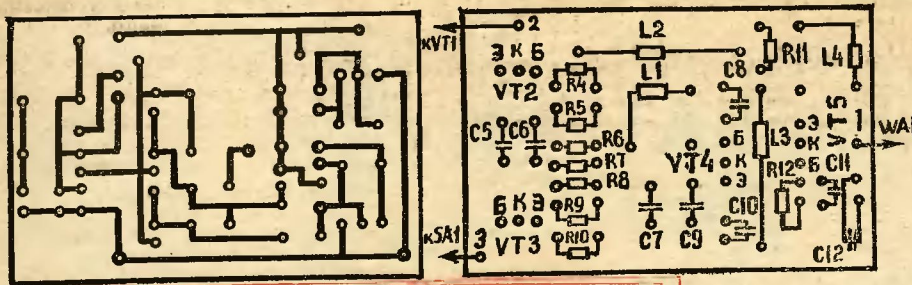 кVT1
2
L2
R11
L4
Э К Б
VT2
R4
L1
C8
R5
C5
C6
R6
R7
R8
VT4
Б
К
Э
L3
Э
К
Б
VT5
1
WA1
R12
C11
Б К Э
VT3
R9
R10
C7
C9
C10
C12
кSA1
3